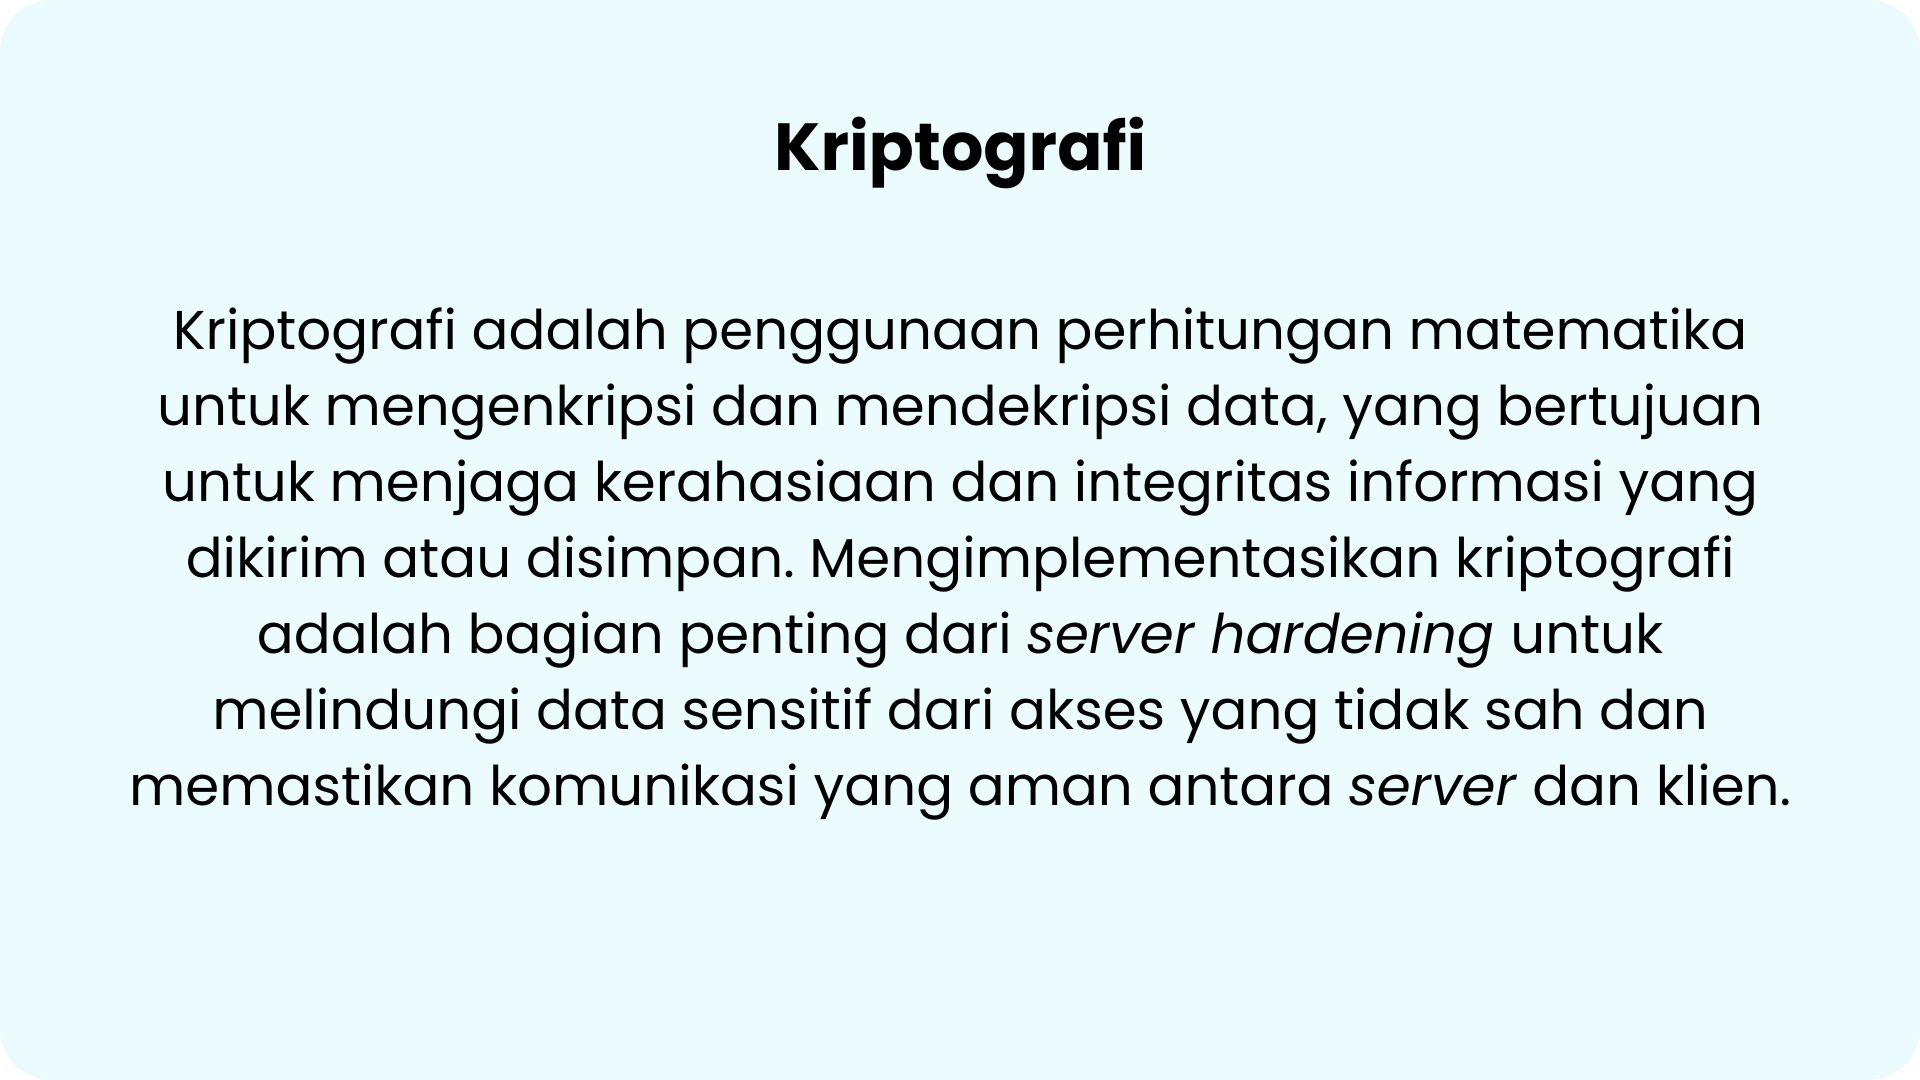 Kriptografi
Kriptografi adalah penggunaan perhitungan matematika
untuk mengenkripsi dan mendekripsi data, yang bertujuan
untuk menjaga kerahasiaan dan integritas informasi yang
dikirim atau disimpan. Mengimplementasikan kriptografi
adalah bagian penting dari server hardening untuk
melindungi data sensitif dari akses yang tidak sah dan
memastikan komunikasi yang aman antara server dan klien.